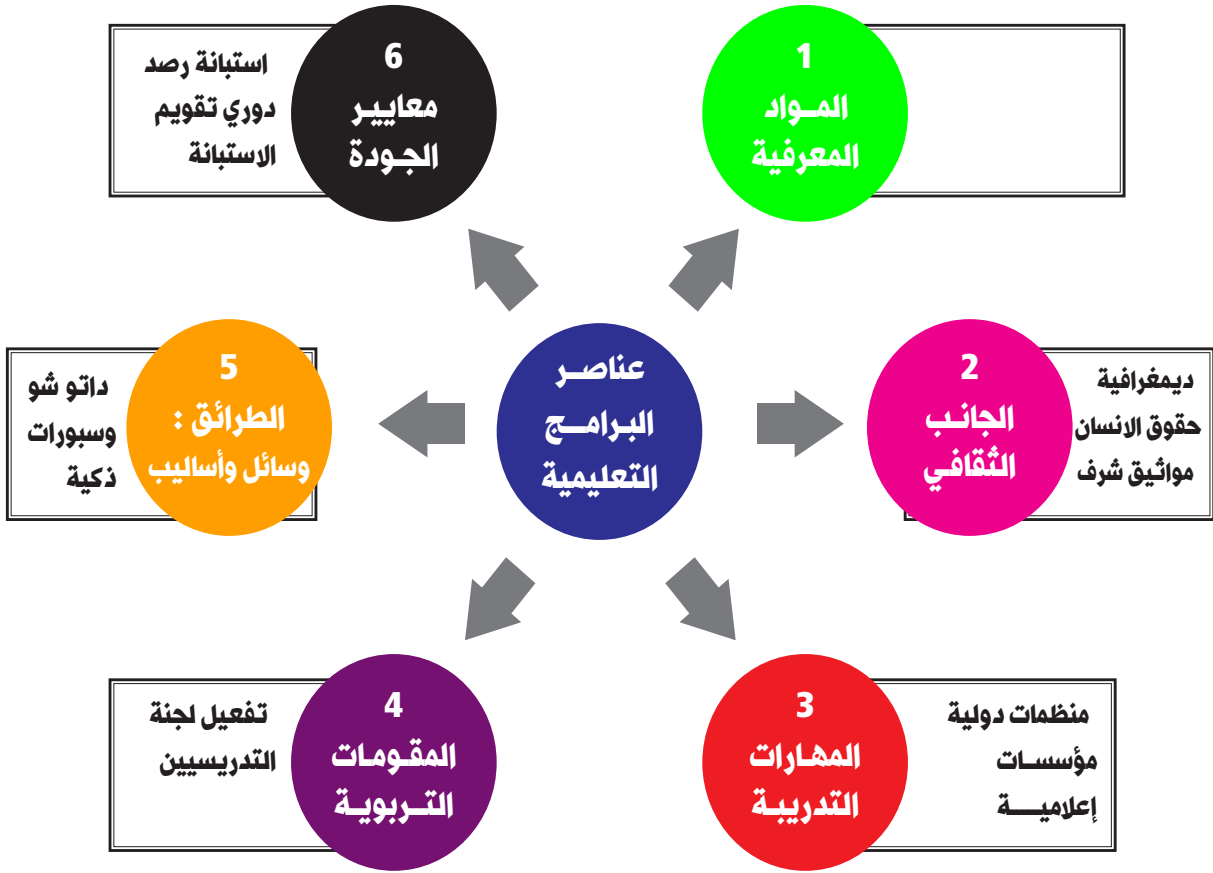 عناصر
البرامج
التعليمية
1
المواد
المعرفية
2
الجانب
الثقافي
ديمغرافية
حقوق الانسان
مواثيق شرف
3
المهارات
التدريبة
منظمات دولية
مؤسسات
إعلامية
4
المقومات
التربوية
تفعيل لجنة
التدريسيين
5
الطرائق :
وسائل وأساليب
داتو شو
وسبورات
ذكية
6
معايير
الجودة
استبانة رصد
دوري تقويم
الاستبانة